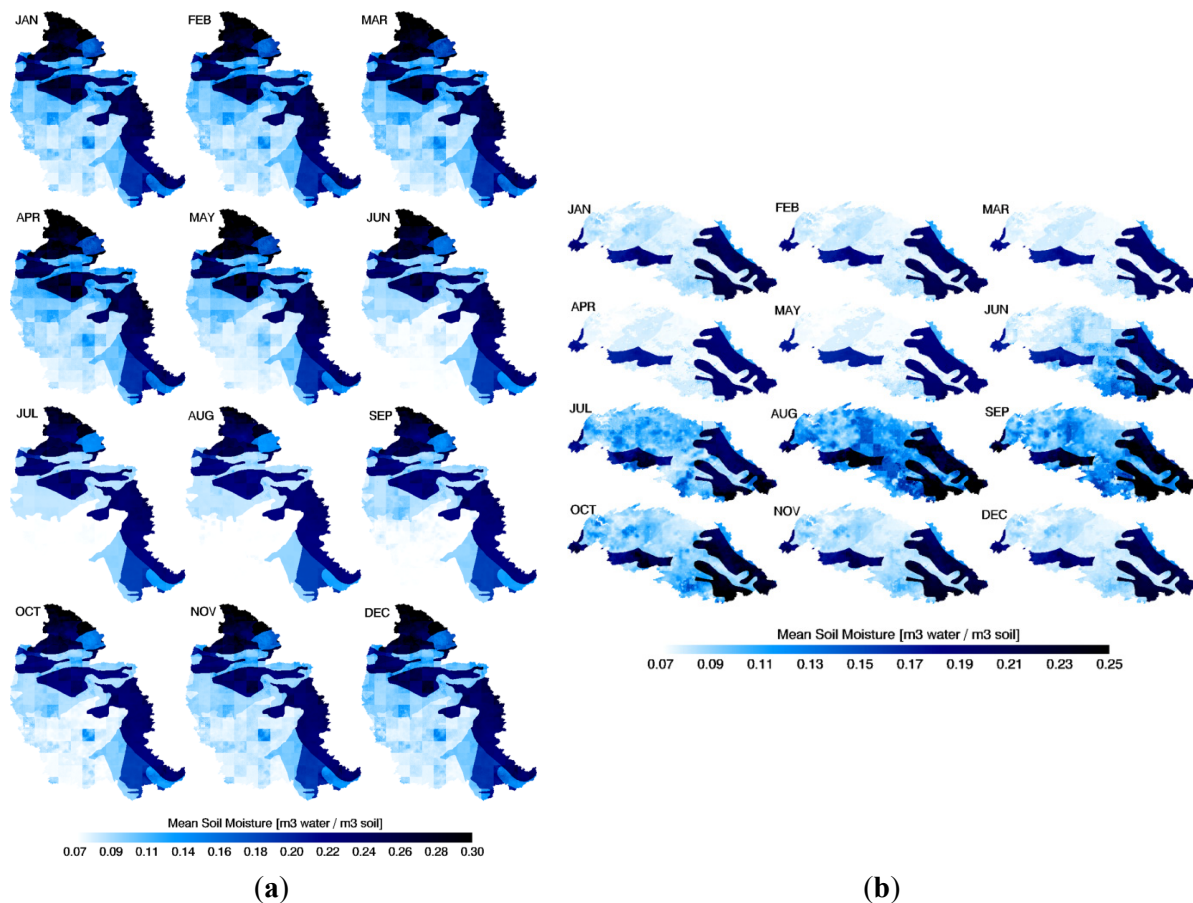 JAN FEB MAR
APR MAY JUN
JUL AUG SEP
OCT NOV DEC
Mean Soil Moisture [m3 water / m3 soil]
0.07 0.09 0.11 0.14 0.16 0.18 0.20 0.22 0.24 0.26 0.28 0.30
(a)
JAN FEB MAR
APR MAY JUN
JUL AUG SEP
OCT NOV DEC
Mean Soil Moisture [m3 water / m3 soil]
0.07 0.09 0.11 0.13 0.15 0.17 0.19 0.21 0.23 0.25
(b)